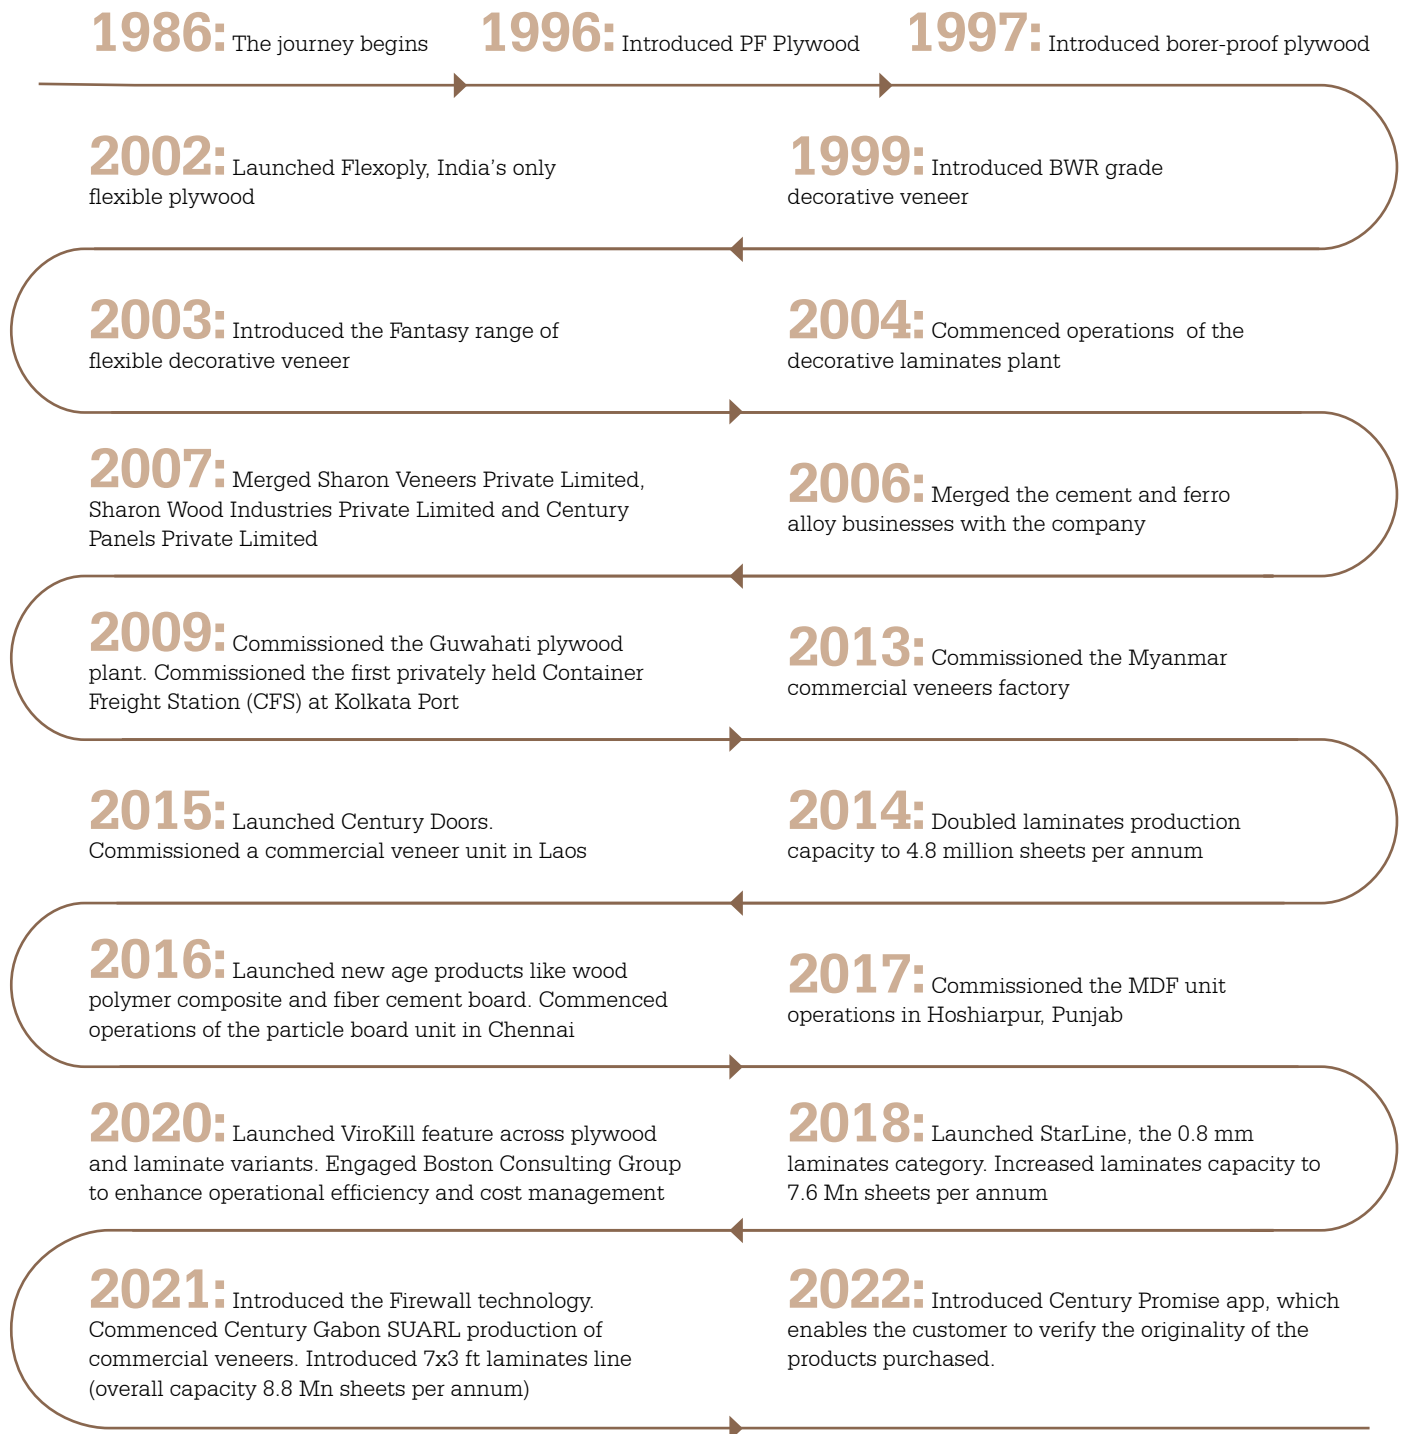 1986: The journey begins
1996: Introduced PF Plywood
1997: Introduced borer-proof plywood
1999: Introduced BWR grade
decorative veneer
2002: Launched Flexoply, India's only
flexible plywood
2003: Introduced the Fantasy range of
flexible decorative veneer
2004: Commenced operations of the
decorative laminates plant
2006: Merged the cement and ferro
alloy businesses with the company
2007: Merged Sharon Veneers Private Limited,
Sharon Wood Industries Private Limited and Century
Panels Private Limited
2009: Commissioned the Guwahati plywood
plant. Commissioned the first privately held Container
Freight Station (CFS) at Kolkata Port
2013: Commissioned the Myanmar
commercial veneers factory
2014: Doubled laminates production
capacity to 4.8 million sheets per annum
2015: Launched Century Doors.
Commissioned a commercial veneer unit in Laos
2016: Launched new age products like wood
polymer composite and fiber cement board. Commenced
operations of the particle board unit in Chennai
2017: Commissioned the MDF unit
operations in Hoshiarpur, Punjab
2018: Launched StarLine, the 0.8 mm
laminates category. Increased laminates capacity to
7.6 Mn sheets per annum
2020: Launched ViroKill feature across plywood
and laminate variants. Engaged Boston Consulting Group
to enhance operational efficiency and cost management
2021: Introduced the Firewall technology.
Commenced Century Gabon SUARL production of
commercial veneers. Introduced 7x3 ft laminates line
(overall capacity 8.8 Mn sheets per annum)
2022: Introduced Century Promise app, which
enables the customer to verify the originality of the
products purchased.